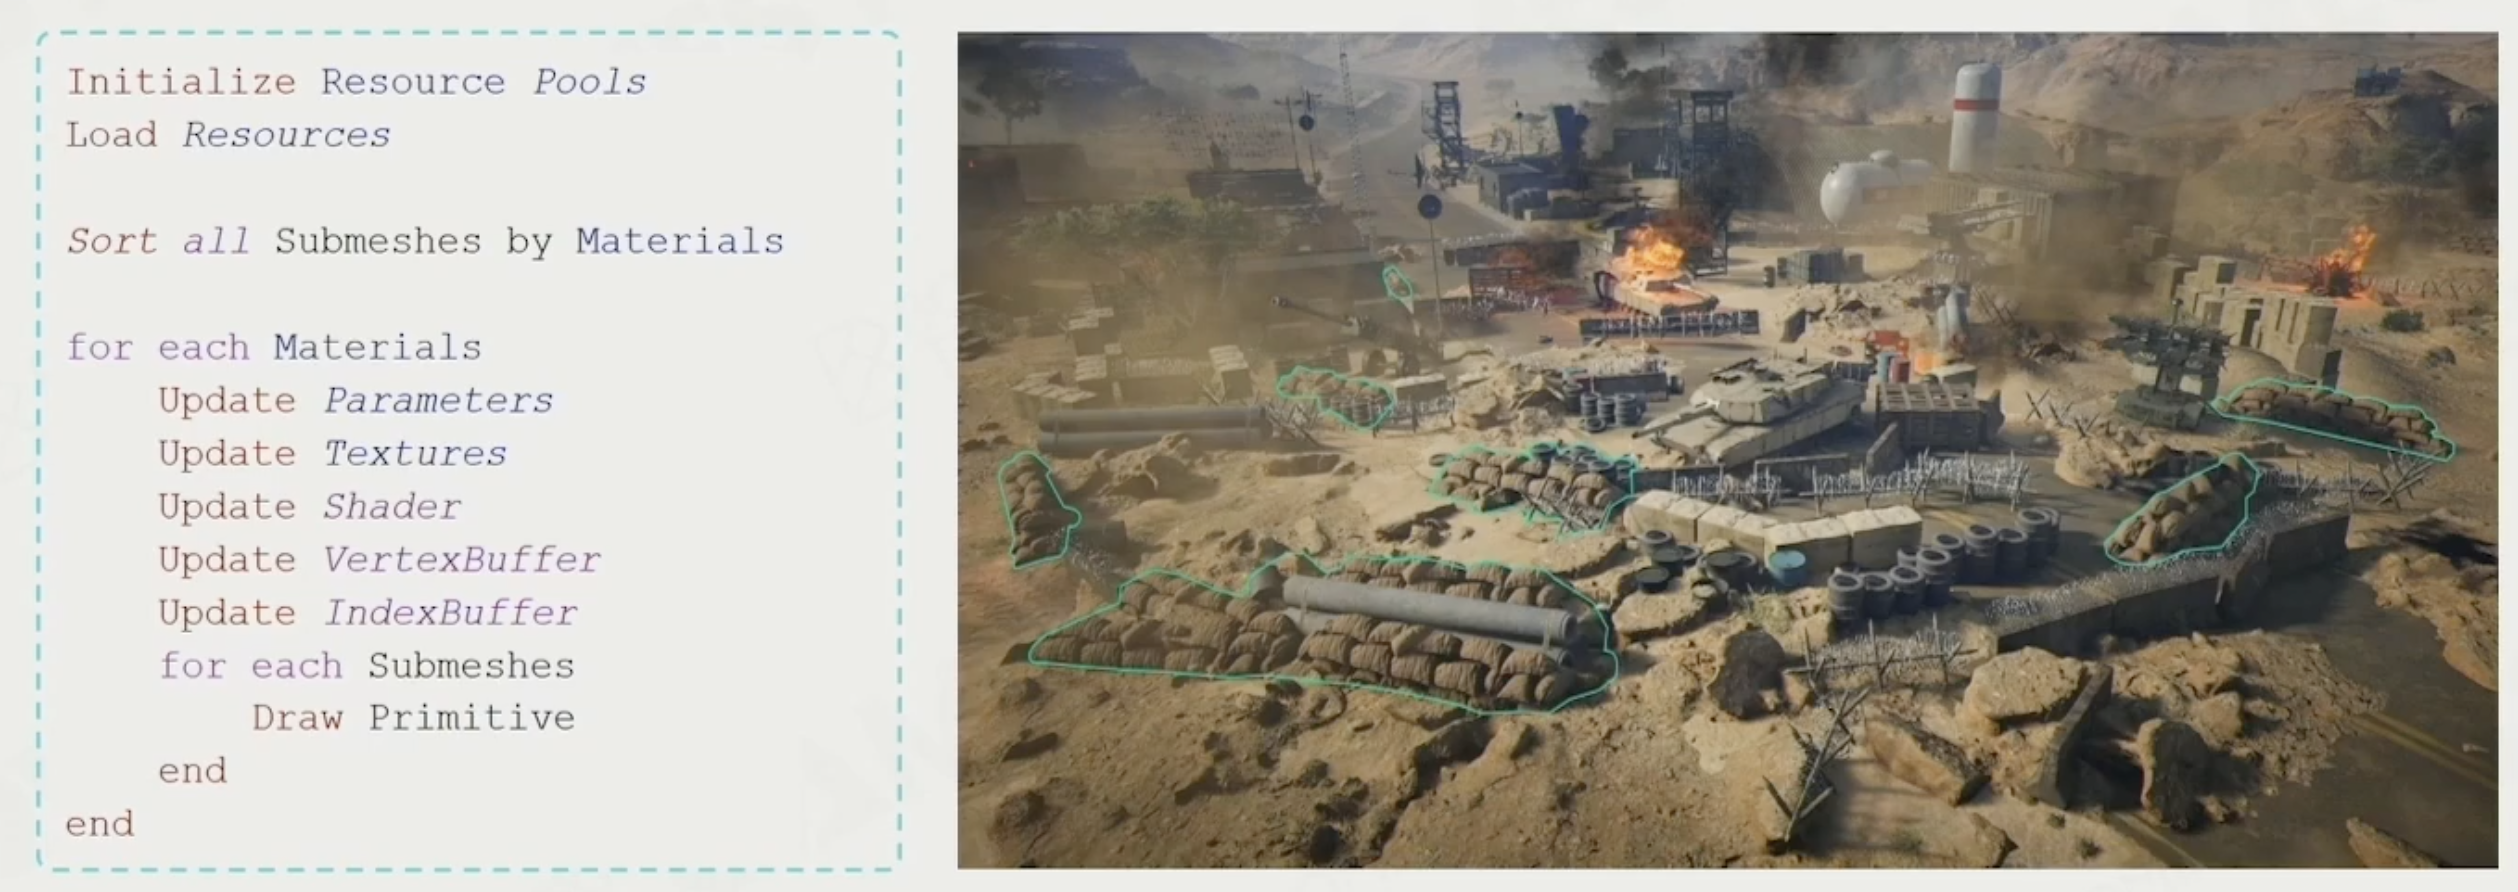 Initialize Resource Pools
Load Resources
Sort all Submeshes by Materials
for each Materials
Update Parameters
Update Textures
Update Shader
Update VertexBuffer
Update IndexBuffer
for each Submeshes
Draw Primitive
end
end